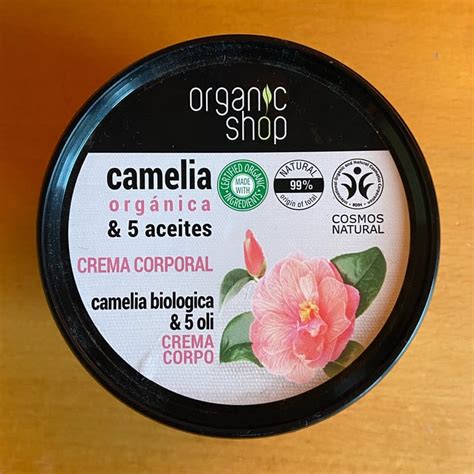 organic
shop
camelia
orgánica
& 5 aceites
CERTIFIED ORGANIC
MADE
WITH
INGREDIENTS
NATURAL
99%
origin of total
COSMOS
NATURAL
CREMA CORPORAL
camelia biologica
& 5 oli
CREMA
CORPO